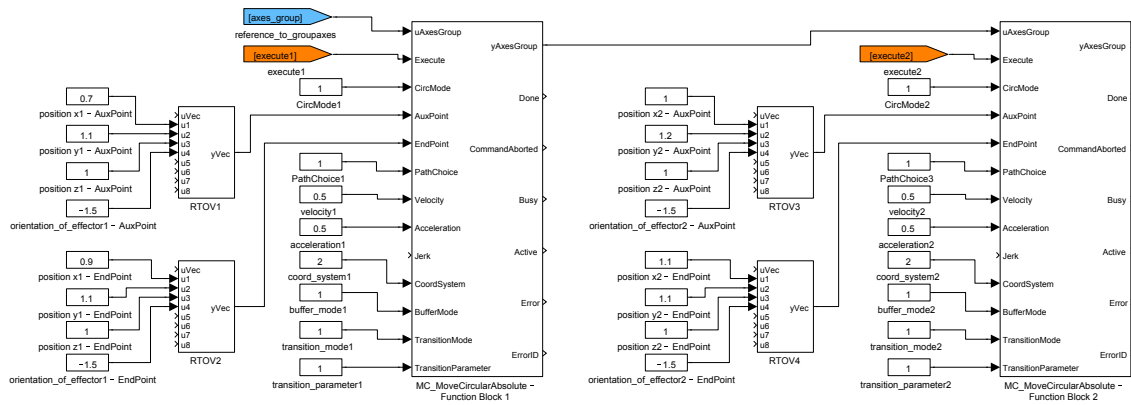 [axes_group]
reference_to_groupaxes
[execute1]
execute1
1
CircMode1
0.7
position x1 − AuxPoint
1.1
position y1 − AuxPoint
1
position z1 − AuxPoint
−1.5
orientation_of_effector1 − AuxPoint
uVec
u1
u2
u3
u4
u5
u6
u7
u8
yVec
RTOV1
0.9
position x1 − EndPoint
1.1
position y1 − EndPoint
1
position z1 − EndPoint
−1.5
orientation_of_effector1 − EndPoint
uVec
u1
u2
u3
u4
u5
u6
u7
u8
yVec
RTOV2
1
PathChoice1
0.5
velocity1
0.5
acceleration1
2
coord_system1
1
buffer_mode1
1
transition_mode1
1
transition_parameter1
uAxesGroup
Execute
CircMode
AuxPoint
EndPoint
PathChoice
Velocity
Acceleration
Jerk
CoordSystem
BufferMode
TransitionMode
TransitionParameter
yAxesGroup
Done
CommandAborted
Busy
Active
Error
ErrorID
MC_MoveCircularAbsolute −
Function Block 1
[execute2]
execute2
1
CircMode2
1
position x2 − AuxPoint
1.2
position y2 − AuxPoint
1
position z2 − AuxPoint
−1.5
orientation_of_effector2 − AuxPoint
uVec
u1
u2
u3
u4
u5
u6
u7
u8
yVec
RTOV3
1.1
position x2 − EndPoint
1.1
position y2 − EndPoint
1
position z2 − EndPoint
−1.5
orientation_of_effector2 − EndPoint
uVec
u1
u2
u3
u4
u5
u6
u7
u8
yVec
RTOV4
1
PathChoice3
0.5
velocity2
0.5
acceleration2
2
coord_system2
1
buffer_mode2
1
transition_mode2
1
transition_parameter2
uAxesGroup
Execute
CircMode
AuxPoint
EndPoint
PathChoice
Velocity
Acceleration
Jerk
CoordSystem
BufferMode
TransitionMode
TransitionParameter
yAxesGroup
Done
CommandAborted
Busy
Active
Error
ErrorID
MC_MoveCircularAbsolute −
Function Block 2